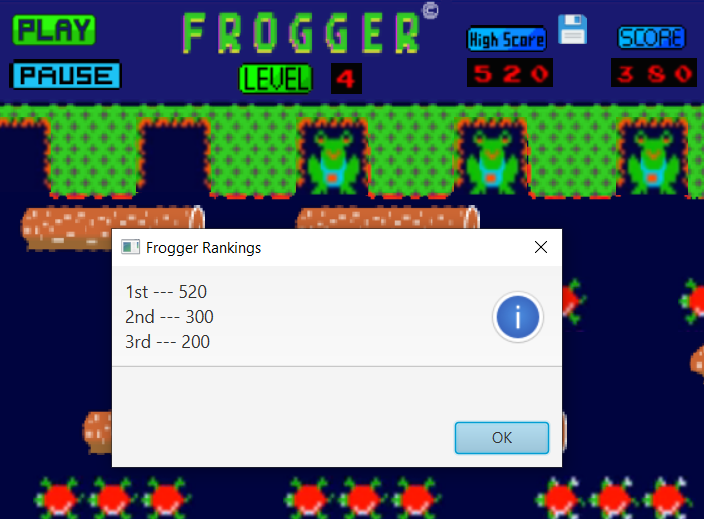 PLAY
FROGGER©
High Score
SCORE
PAUSE
LEVEL 4
520
380
Frogger Rankings
1st --- 520
2nd --- 300
3rd --- 200
i
OK